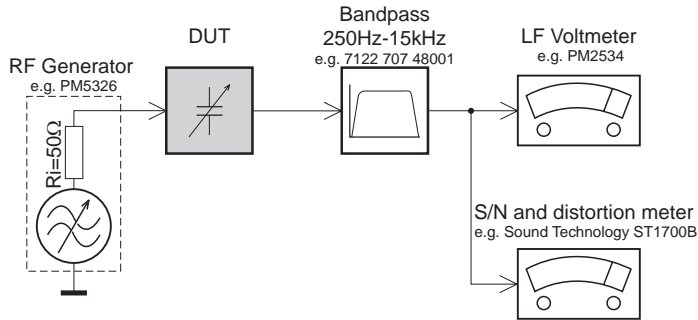 Bandpass
DUT
250Hz-15kHz
LF Voltmeter
e.g. 7122 707 48001
e.g. PM2534
RF Generator
e.g. PM5326
Ri=50Ω
S/N and distortion meter
e.g. Sound Technology ST1700B